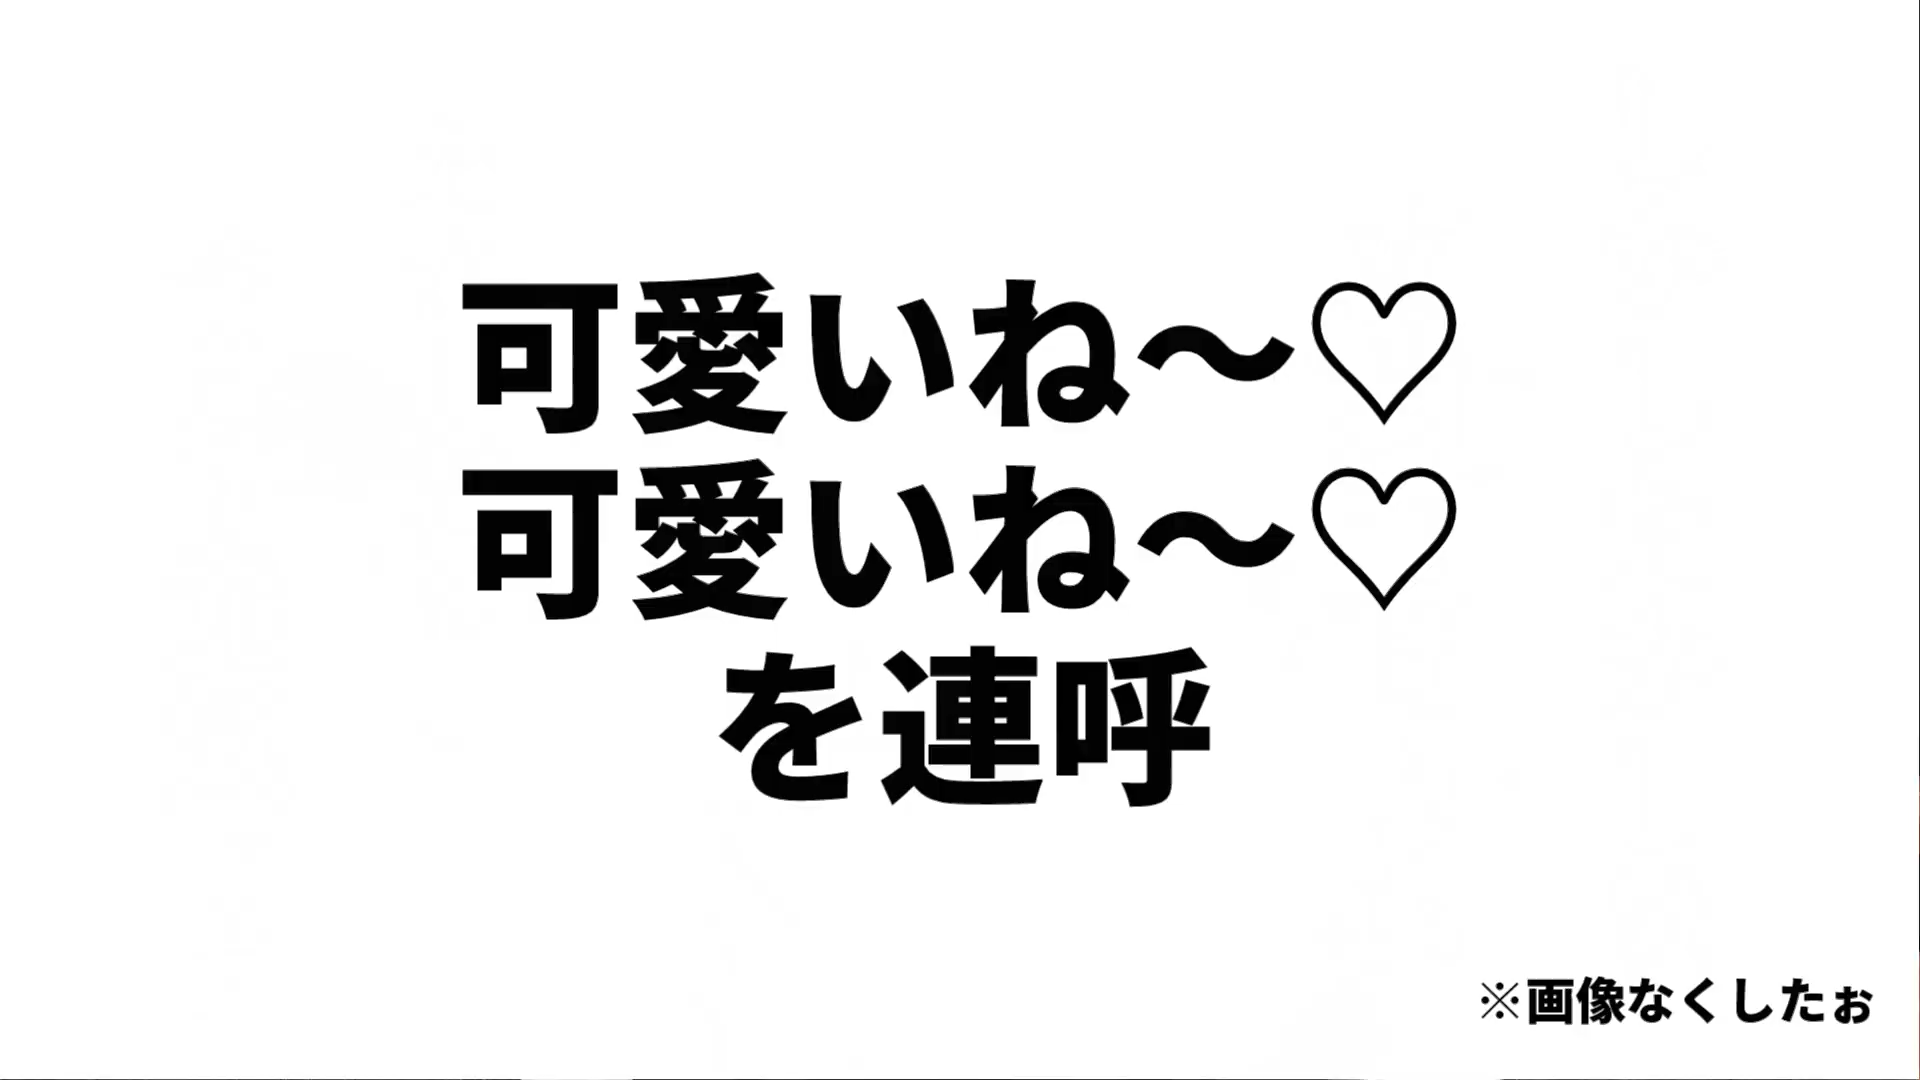 可愛いね～♡
可愛いね～♡
を連呼
※画像なくしたぉ